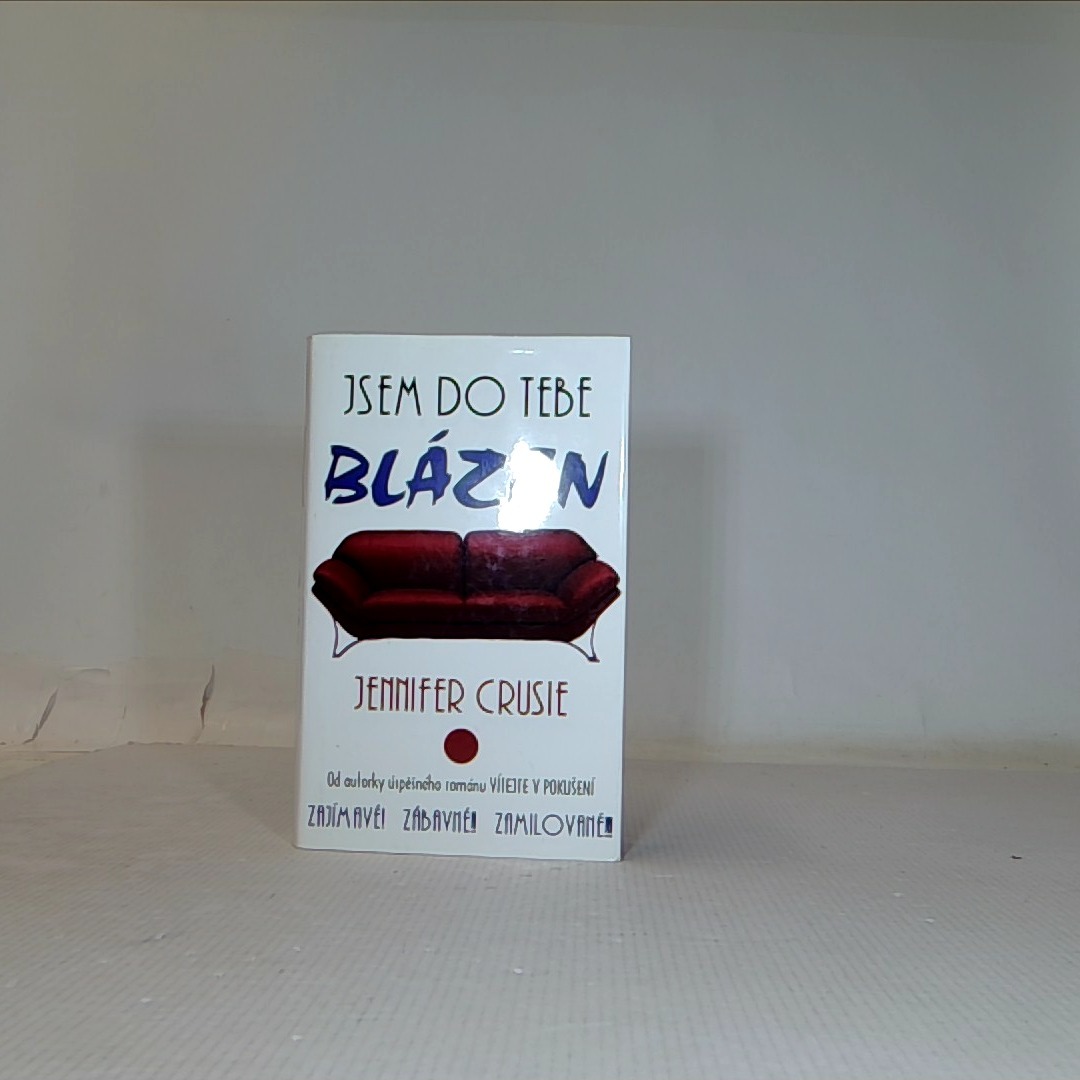 JSEM DO TEBE
BLÁZEN
JENNIFER CRUSIE
Od autorky úspěšného románu VÍTEJTE V POKUŠENÍ
ZAJÍMAVÉ! ZÁBAVNÉ!! ZAMILOVANÉ!!!